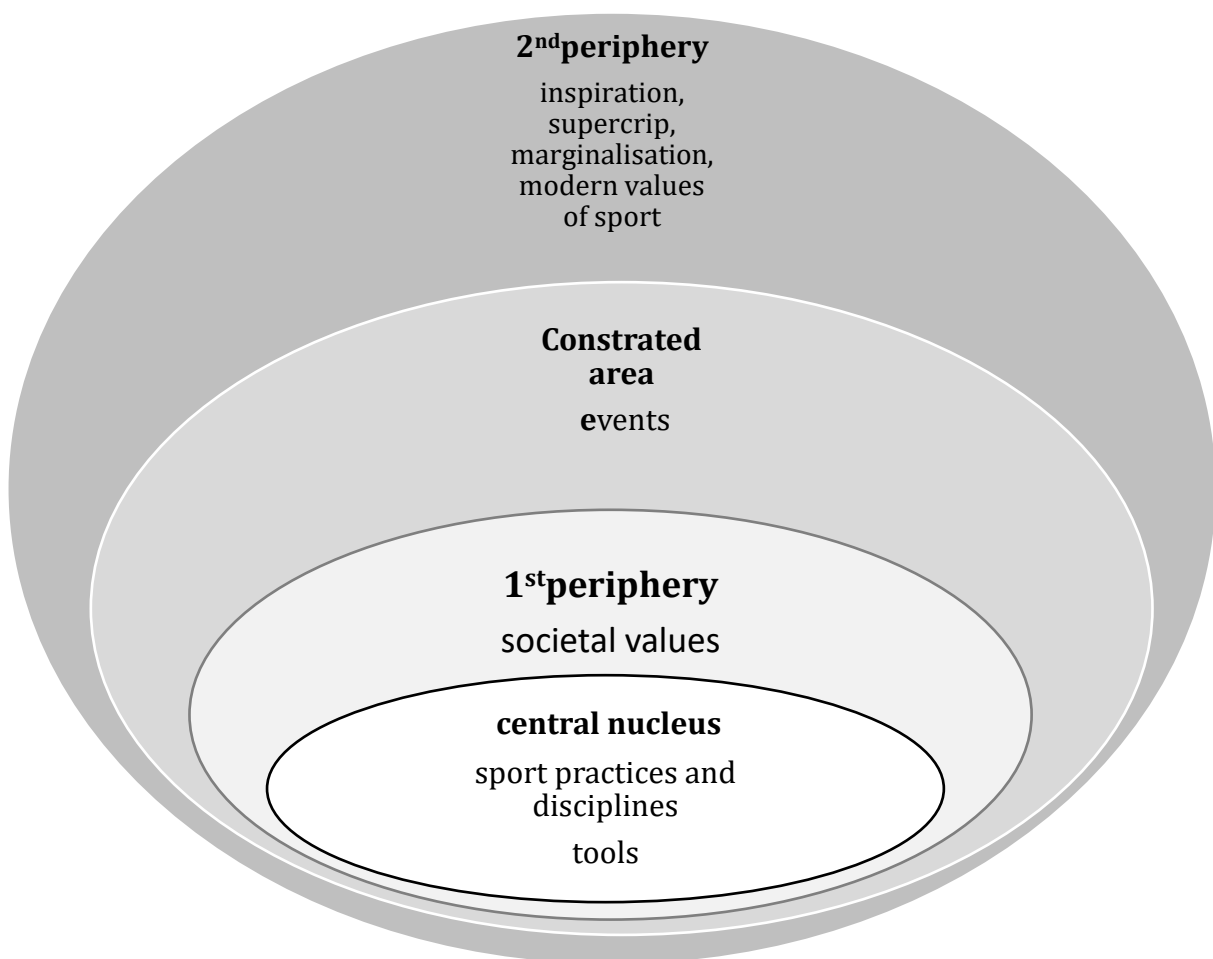 2ndperiphery
inspiration,
supercrip,
marginalisation,
modern values
of sport
Constrated
area
events
1stperiphery
societal values
central nucleus
sport practices and
disciplines
tools